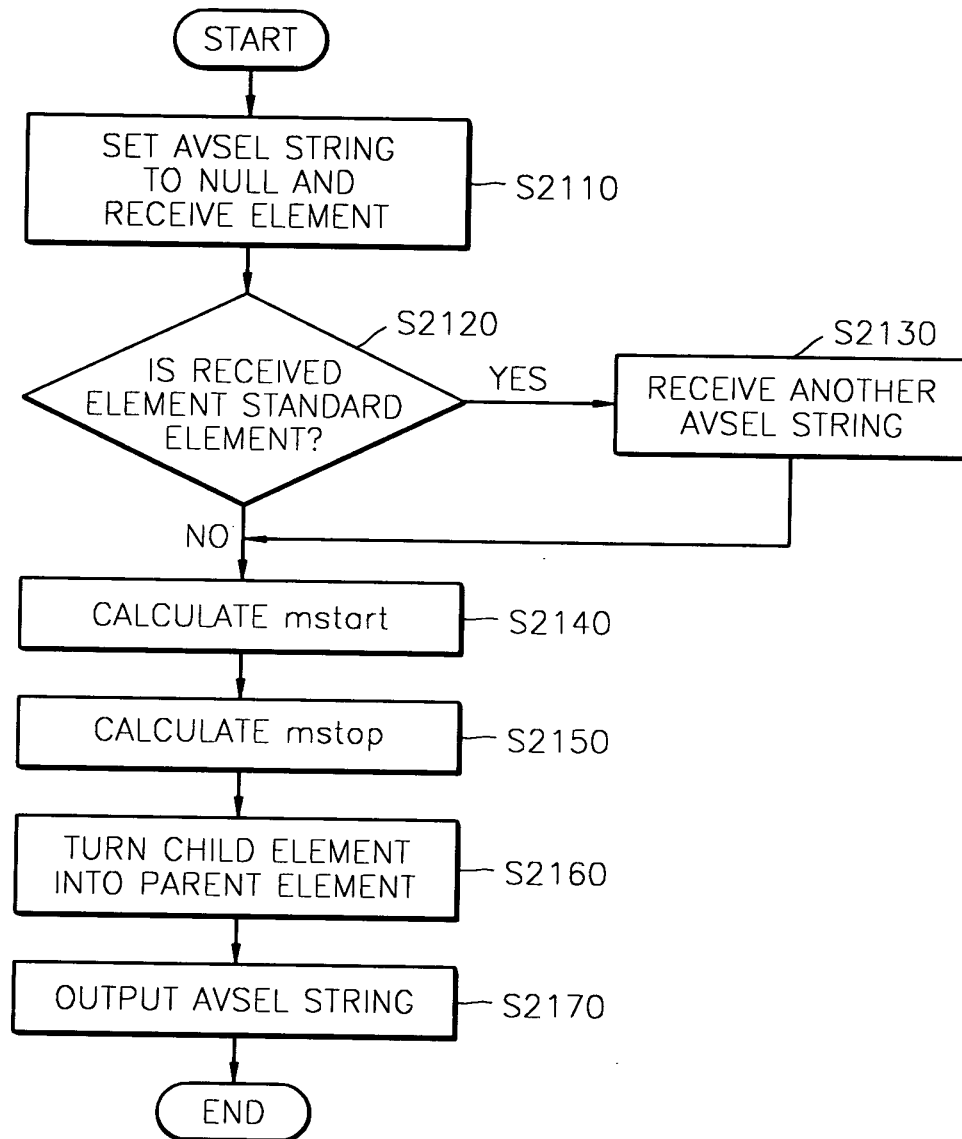 START
SET AVSEL STRING
TO NULL AND
RECEIVE ELEMENT
S2110
S2120
IS RECEIVED
ELEMENT STANDARD
ELEMENT?
YES
S2130
RECEIVE ANOTHER
AVSEL STRING
NO
CALCULATE mstart
S2140
CALCULATE mstop
S2150
TURN CHILD ELEMENT
INTO PARENT ELEMENT
S2160
OUTPUT AVSEL STRING
S2170
END